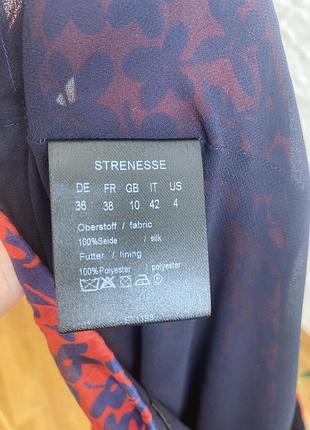 STRENESSE
DE FR GB IT US
36 38 10 42 4
Oberstoff / fabric
100%Seide / silk
Futter / lining
100%Polyester / polyester